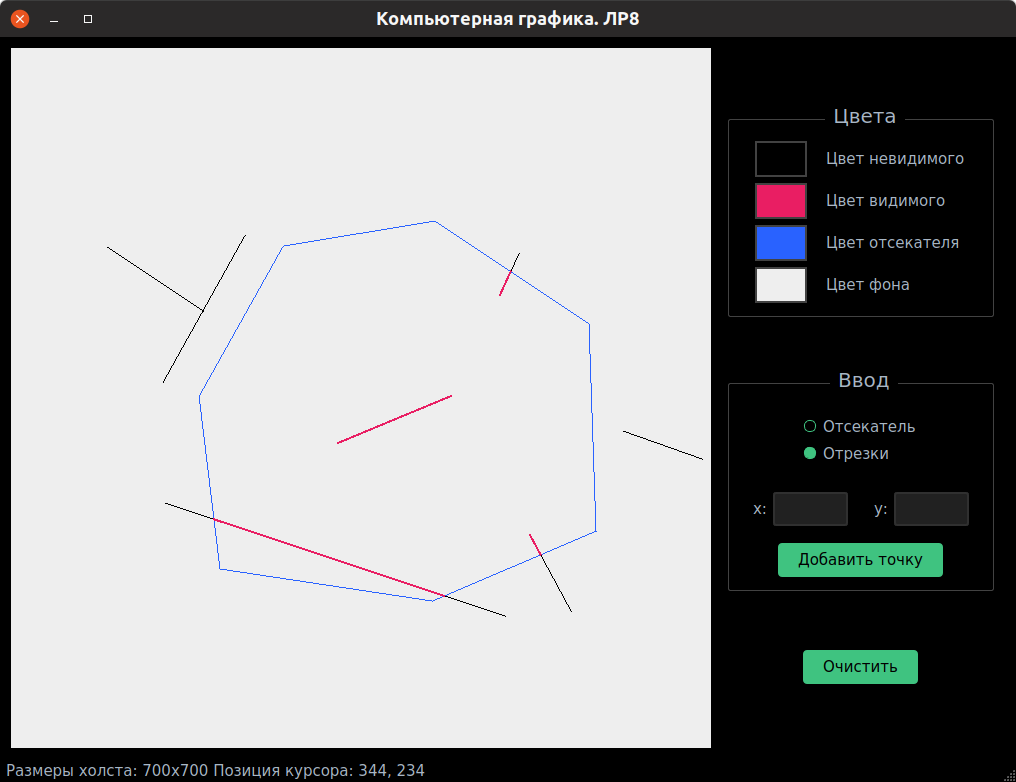 Компьютерная графика. ЛР8
Цвета
Цвет невидимого
Цвет видимого
Цвет отсекателя
Цвет фона
Ввод
Отсекатель
Отрезки
x: y:
Добавить точку
Очистить
Размеры холста: 700x700 Позиция курсора: 344, 234